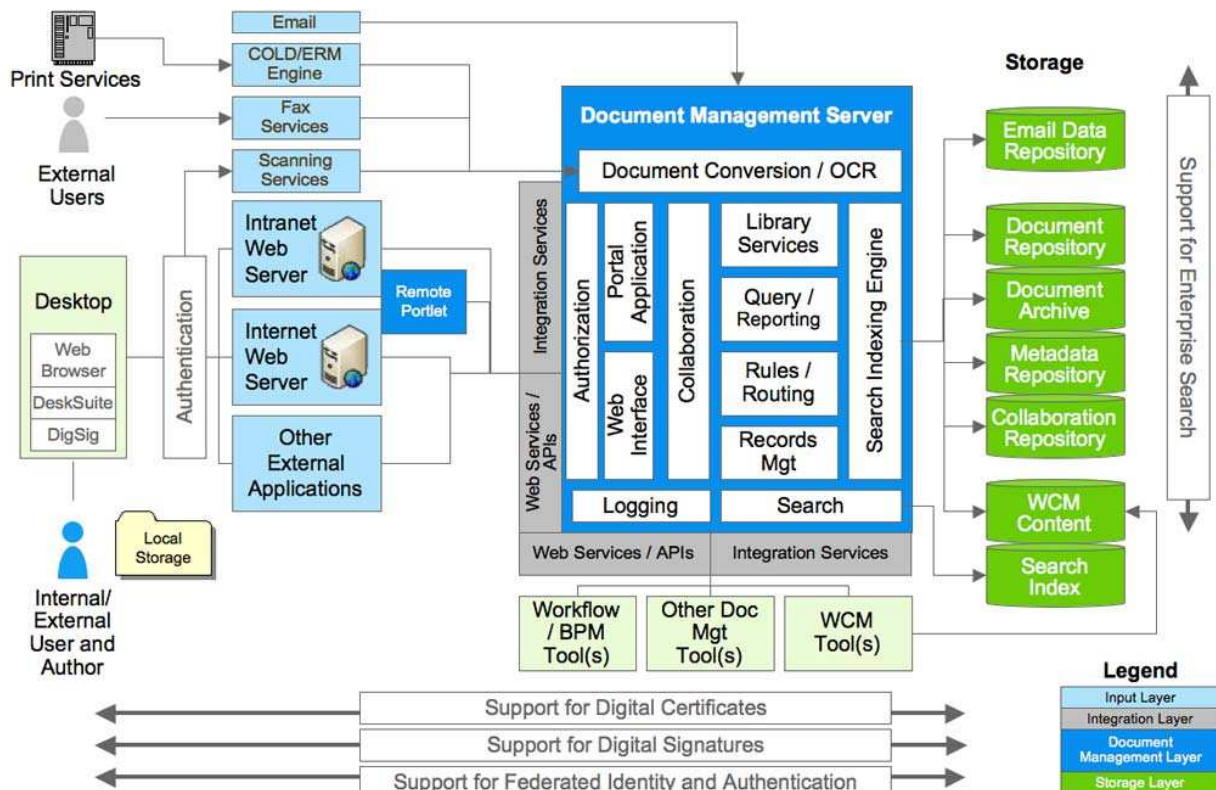 Email
COLD/ERM
Engine
Print Services
Fax
Services
External
Users
Scanning
Services
Intranet
Web
Server
Remote
Portlet
Desktop
Web
Browser
DeskSuite
DigSig
Authentication
Internet
Web
Server
Other
External
Applications
Local
Storage
Internal/
External
User and
Author
Document Management Server
Document Conversion / OCR
Integration Services
Web Services /
APIs
Authorization
Portal
Application
Web
Interface
Collaboration
Library
Services
Query /
Reporting
Rules /
Routing
Records
Mgt
Search Indexing Engine
Logging
Search
Web Services / APIs
Integration Services
Workflow
/ BPM
Tool(s)
Other Doc
Mgt
Tool(s)
WCM
Tool(s)
Storage
Email Data
Repository
Document
Repository
Document
Archive
Metadata
Repository
Collaboration
Repository
WCM
Content
Search
Index
Support for Enterprise Search
Support for Digital Certificates
Support for Digital Signatures
Support for Federated Identity and Authentication
Legend
Input Layer
Integration Layer
Document
Management Layer
Storage Layer